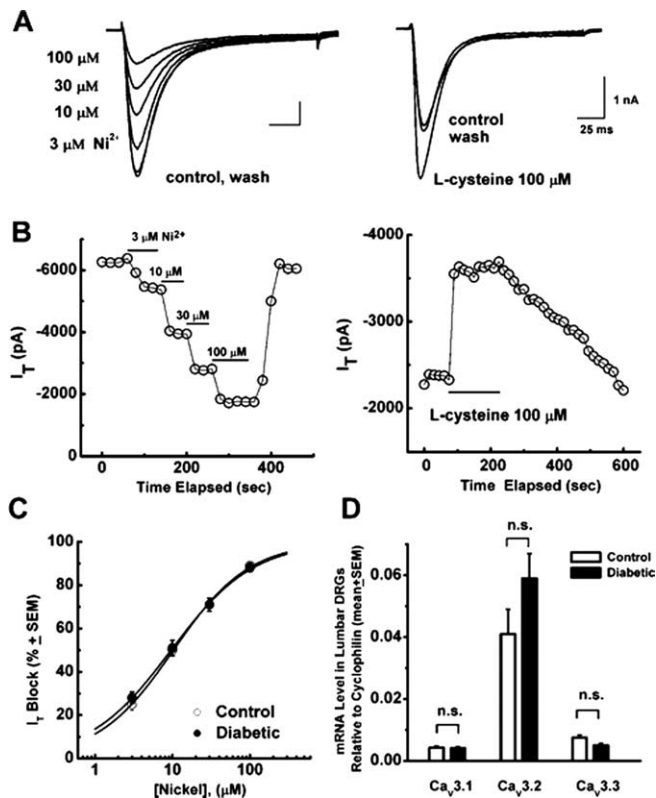 A
100 µM
30 µM
10 µM
3 µM Ni2+
control, wash
control
wash
L-cysteine 100 µM
1 nA
25 ms
B
3 µM Ni2+
10 µM
30 µM
100 µM
-6000
-4000
-2000
0
IT (pA)
0 200 400
Time Elapsed (sec)
-4000
-3000
-2000
IT (pA)
L-cysteine 100 µM
0 200 400 600
Time Elapsed (sec)
C
100
80
60
40
20
0
IT Block (% ± SEM)
Control
Diabetic
1 10 100
[Nickel], (µM)
D
n.s.
Control
Diabetic
0.06
0.04
0.02
0.00
mRNA Level in Lumbar DRGs
Relative to Cyclophilin (mean±SEM)
n.s.
n.s.
CaV3.1 CaV3.2 CaV3.3